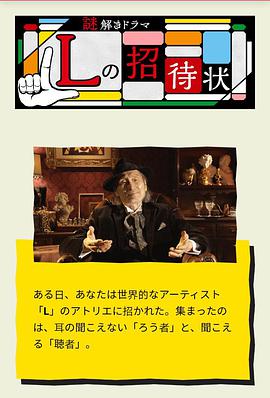 謎解きドラマ
Lの招待状
ある日、あなたは世界的なアーティスト
「L」のアトリエに招かれた。集まったの
は、耳の聞こえない「ろう者」と、聞こえ
る「聴者」。